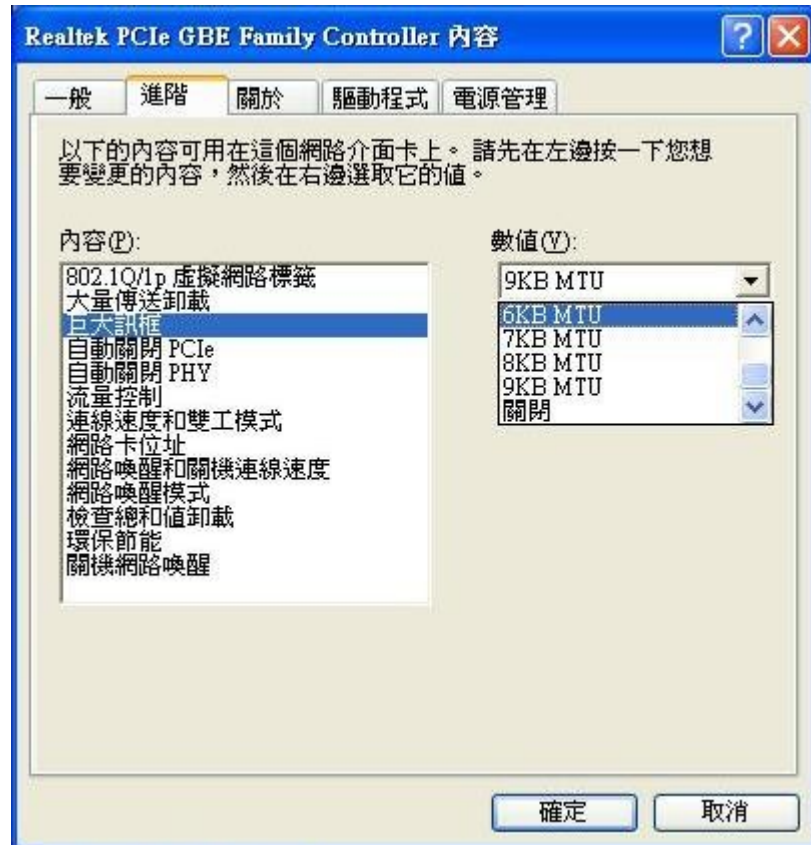 Realtek PCIe GBE Family Controller 內容
一般
進階
關於
驅動程式
電源管理
以下的內容可用在這個網路介面卡上。 請先在左邊按一下您想
要變更的內容，然後在右邊選取它的值。
內容(P):
802.1Q/1p 虛擬網路標籤
大量傳送卸載
巨大訊框
自動關閉 PCIe
自動關閉 PHY
流量控制
連線速度和雙工模式
網路卡位址
網路喚醒和關機連線速度
網路喚醒模式
檢查總和值卸載
環保節能
關機網路喚醒
數值(V):
9KB MTU
6KB MTU
7KB MTU
8KB MTU
9KB MTU
關閉
確定
取消